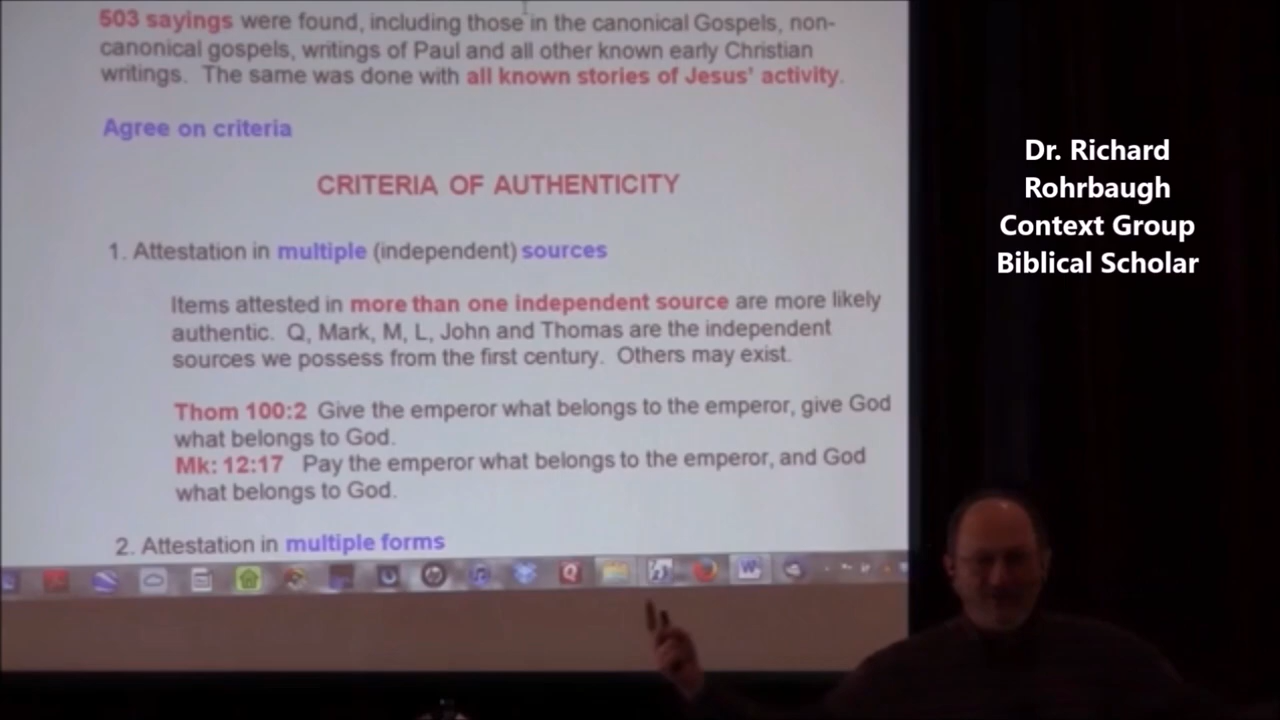 503 sayings were found, including those in the canonical Gospels, non-
canonical gospels, writings of Paul and all other known early Christian
writings. The same was done with all known stories of Jesus' activity.
Agree on criteria
CRITERIA OF AUTHENTICITY
1. Attestation in multiple (independent) sources
Items attested in more than one independent source are more likely
authentic. Q, Mark, M, L, John and Thomas are the independent
sources we possess from the first century. Others may exist.
Thom 100:2 Give the emperor what belongs to the emperor, give God
what belongs to God.
Mk: 12:17 Pay the emperor what belongs to the emperor, and God
what belongs to God.
2. Attestation in multiple forms
Dr. Richard
Rohrbaugh
Context Group
Biblical Scholar